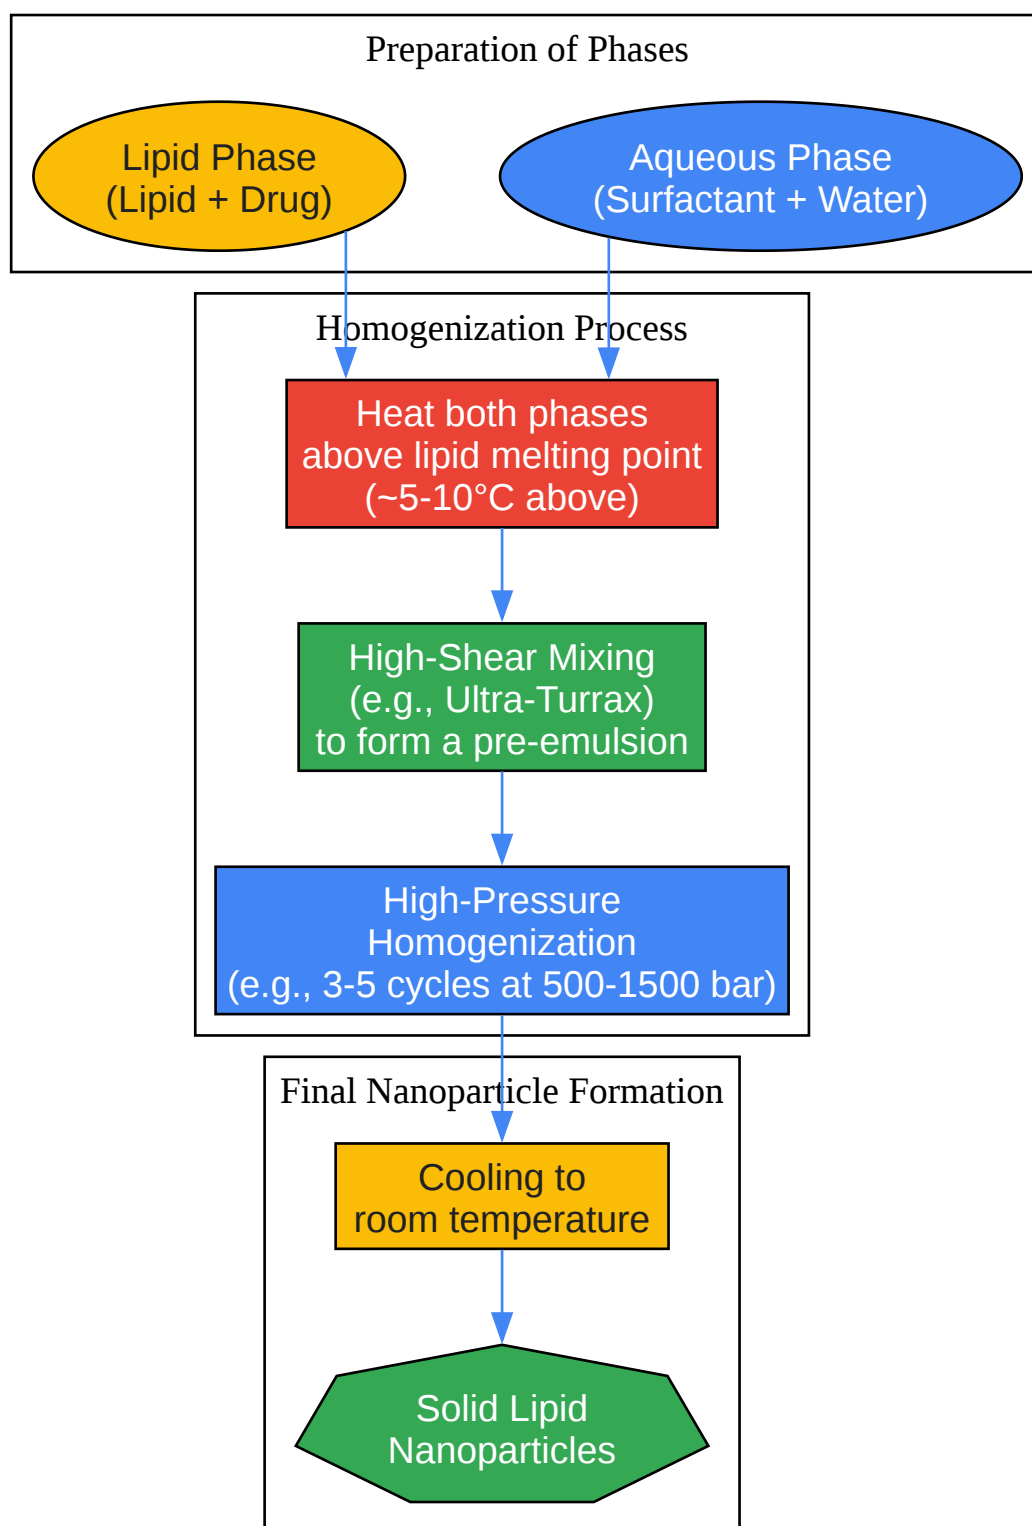 Preparation of Phases
Lipid Phase
(Lipid + Drug)
Aqueous Phase
(Surfactant + Water)
Homogenization Process
Heat both phases
above lipid melting point
(~5-10°C above)
High-Shear Mixing
(e.g., Ultra-Turrax)
to form a pre-emulsion
High-Pressure
Homogenization
(e.g., 3-5 cycles at 500-1500 bar)
Final Nanoparticle Formation
Cooling to
room temperature
Solid Lipid
Nanoparticles